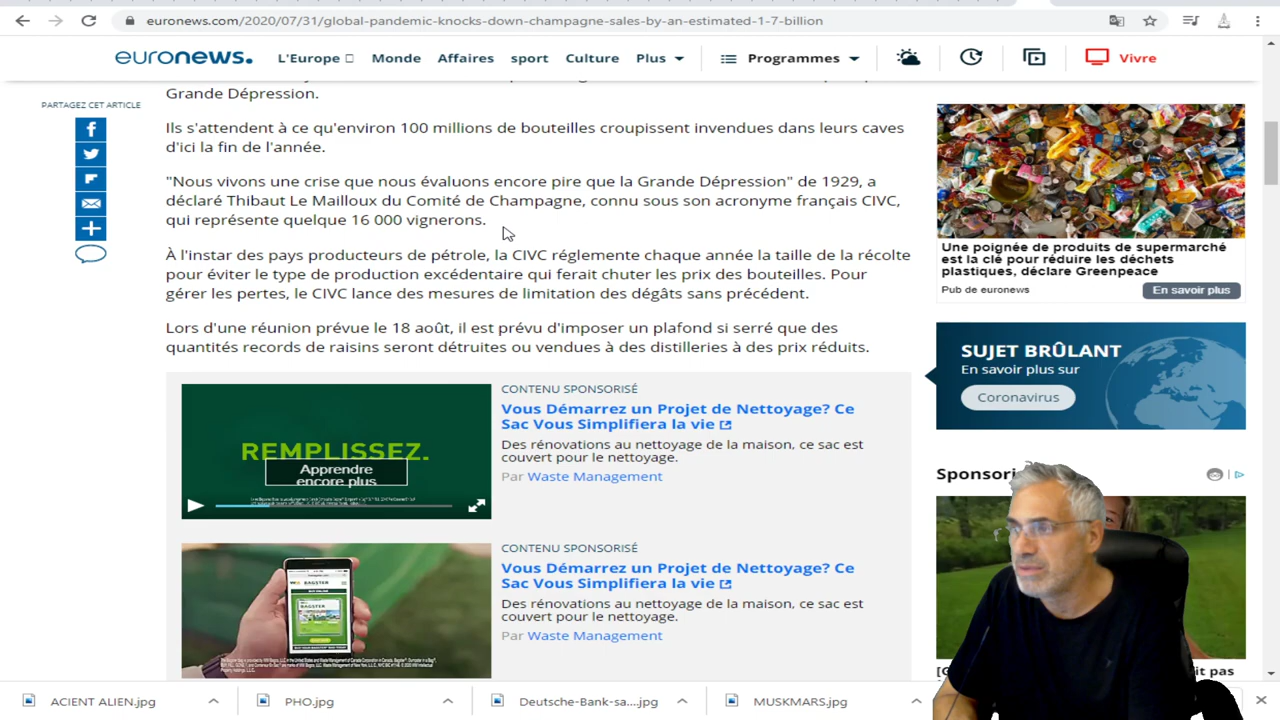 euronews.com/2020/07/31/global-pandemic-knocks-down-champagne-sales-by-an-estimated-1-7-billion
euronews.
L'Europe
Monde
Affaires
sport
Culture
Plus
Programmes
Vivre
PARTAGEZ CET ARTICLE
Grande Dépression.
Ils s'attendent à ce qu'environ 100 millions de bouteilles croupissent invendues dans leurs caves
d'ici la fin de l'année.
"Nous vivons une crise que nous évaluons encore pire que la Grande Dépression" de 1929, a
déclaré Thibaut Le Mailloux du Comité de Champagne, connu sous son acronyme français CIVC,
qui représente quelque 16 000 vignerons.
À l'instar des pays producteurs de pétrole, la CIVC réglemente chaque année la taille de la récolte
pour éviter le type de production excédentaire qui ferait chuter les prix des bouteilles. Pour
gérer les pertes, le CIVC lance des mesures de limitation des dégâts sans précédent.
Lors d'une réunion prévue le 18 août, il est prévu d'imposer un plafond si serré que des
quantités records de raisins seront détruites ou vendues à des distilleries à des prix réduits.
REMPLISSEZ.
Apprendre
encore plus
CONTENU SPONSORISÉ
Vous Démarrez un Projet de Nettoyage? Ce
Sac Vous Simplifiera la vie
Des rénovations au nettoyage de la maison, ce sac est
couvert pour le nettoyage.
Par Waste Management
BAGSTER
CONTENU SPONSORISÉ
Vous Démarrez un Projet de Nettoyage? Ce
Sac Vous Simplifiera la vie
Des rénovations au nettoyage de la maison, ce sac est
couvert pour le nettoyage.
Par Waste Management
Une poignée de produits de supermarché
est la clé pour réduire les déchets
plastiques, déclare Greenpeace
Pub de euronews
En savoir plus
SUJET BRÛLANT
En savoir plus sur
Coronavirus
Sponsori
it pas
ACIENT ALIEN.jpg
PHO.jpg
Deutsche-Bank-sa....jpg
MUSKMARS.jpg